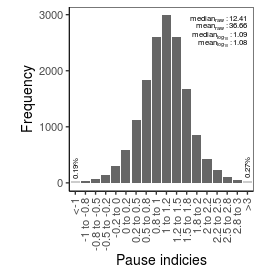 median_raw : 12.41
mean_raw : 36.66
median_log10 : 1.09
mean_log10 : 1.08
3000
2000
1000
0
Frequency
0.19%
0.27%
<-1
-1 to -0.8
-0.8 to -0.5
-0.5 to -0.2
-0.2 to 0
0 to 0.2
0.2 to 0.5
0.5 to 0.8
0.8 to 1
1 to 1.2
1.2 to 1.5
1.5 to 1.8
1.8 to 2
2 to 2.2
2.2 to 2.5
2.5 to 2.8
2.8 to 3
>3
Pause indicies